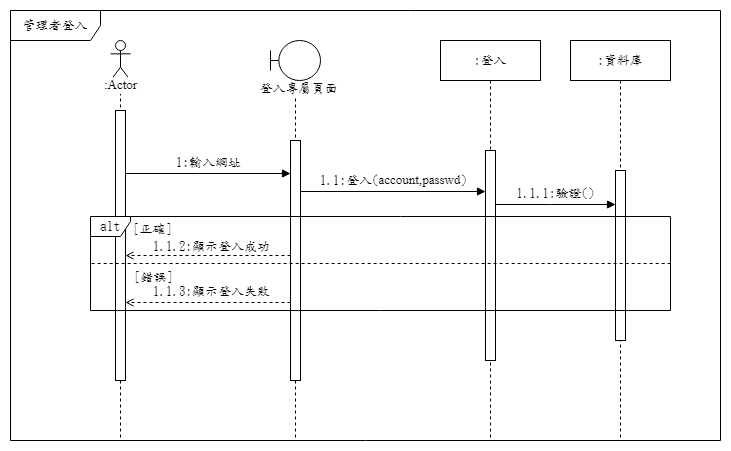 管理者登入
:Actor
登入專屬頁面
:登入
:資料庫
1:輸入網址
1.1:登入(account,passwd)
1.1.1:驗證()
alt
[正確]
1.1.2:顯示登入成功
[錯誤]
1.1.3:顯示登入失敗